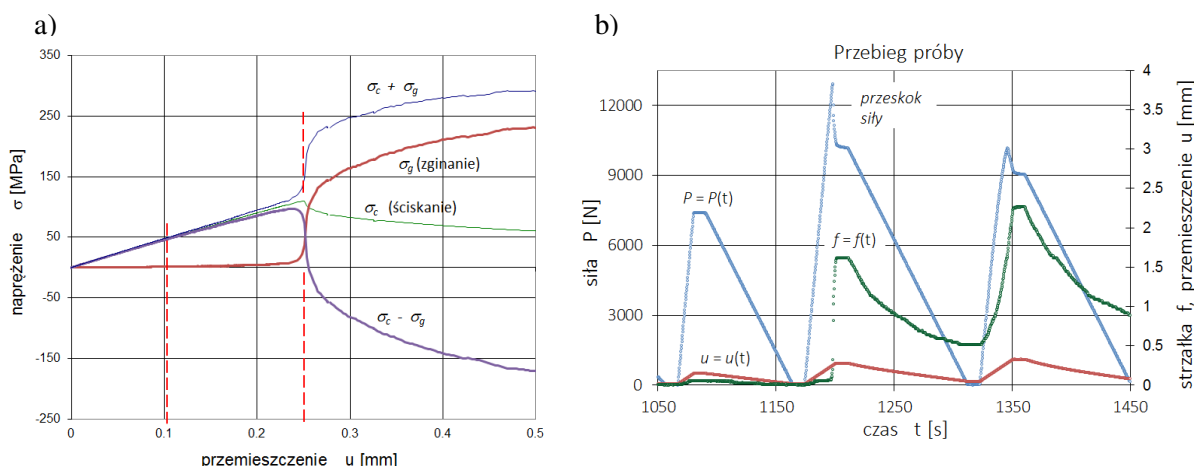 a)
350
250
150
50
-50
-150
-250
naprężenie σ [MPa]
σc + σg
σg (zginanie)
σc (ściskanie)
σc - σg
0
0.1
0.2
0.3
0.4
0.5
przemieszczenie u [mm]
b)
Przebieg próby
12000
9000
6000
3000
0
siła P [N]
przeskok
siły
P = P(t)
f = f(t)
u = u(t)
4
3.5
3
2.5
2
1.5
1
0.5
0
strzałka f, przemieszczenie u [mm]
1050
1150
1250
1350
1450
czas t [s]